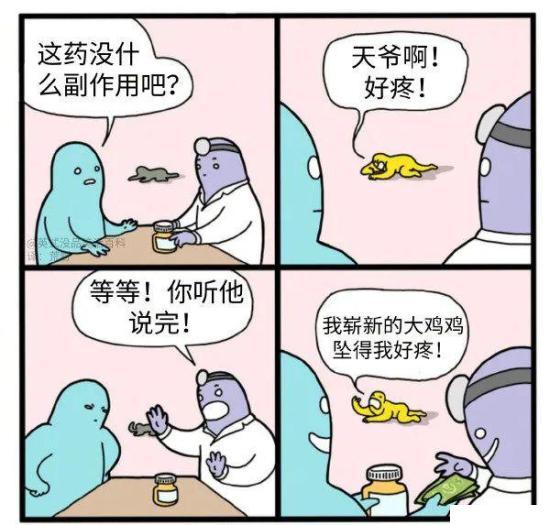 这药没什
么副作用吧？
天爷啊！
好疼！
等等！你听他
说完！
我崭新的大鸡鸡
坠得我好疼！